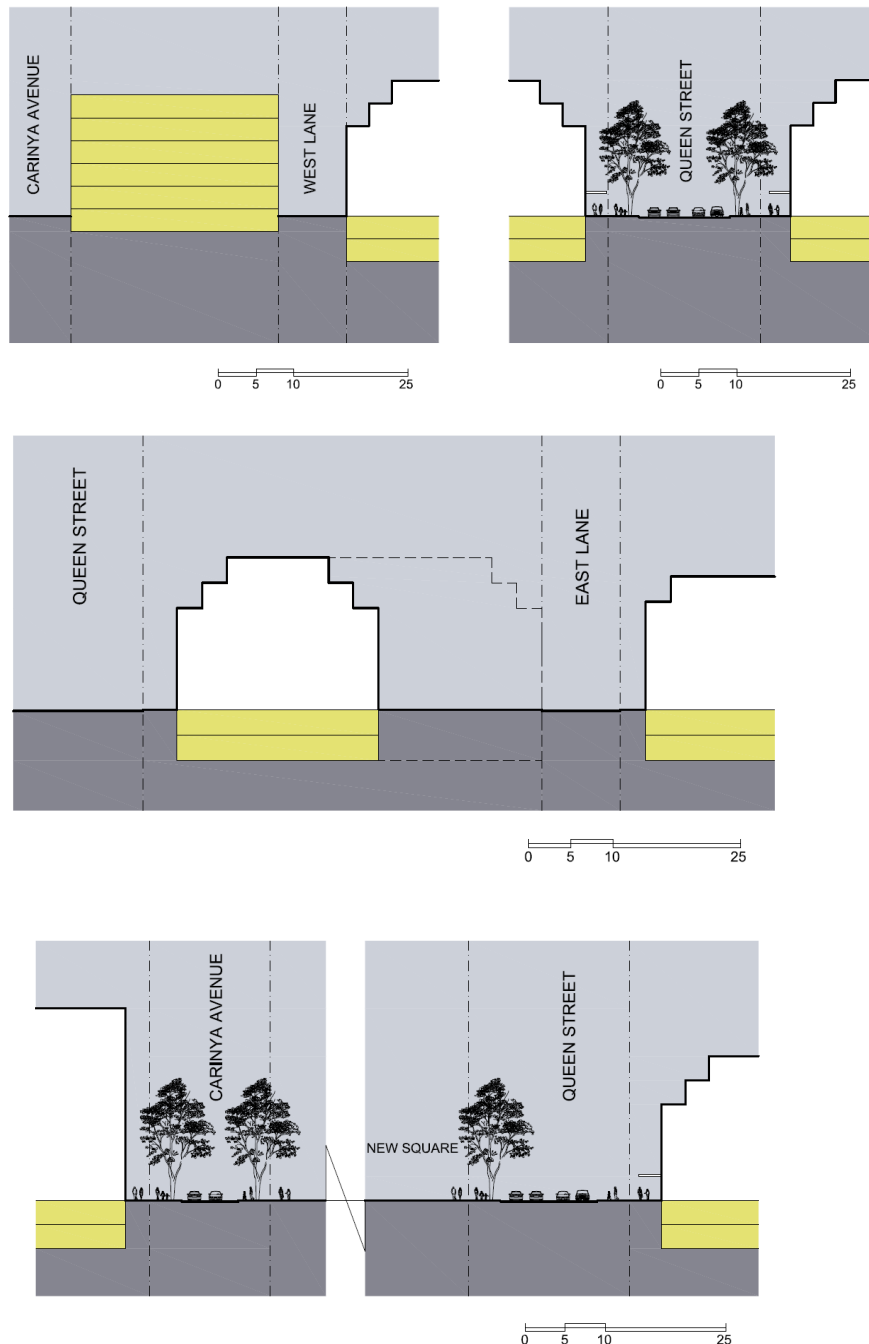 CARINYA AVENUE
WEST LANE
0 5 10 25
QUEEN STREET
0 5 10 25
QUEEN STREET
EAST LANE
0 5 10 25
CARINYA AVENUE
NEW SQUARE
QUEEN STREET
0 5 10 25